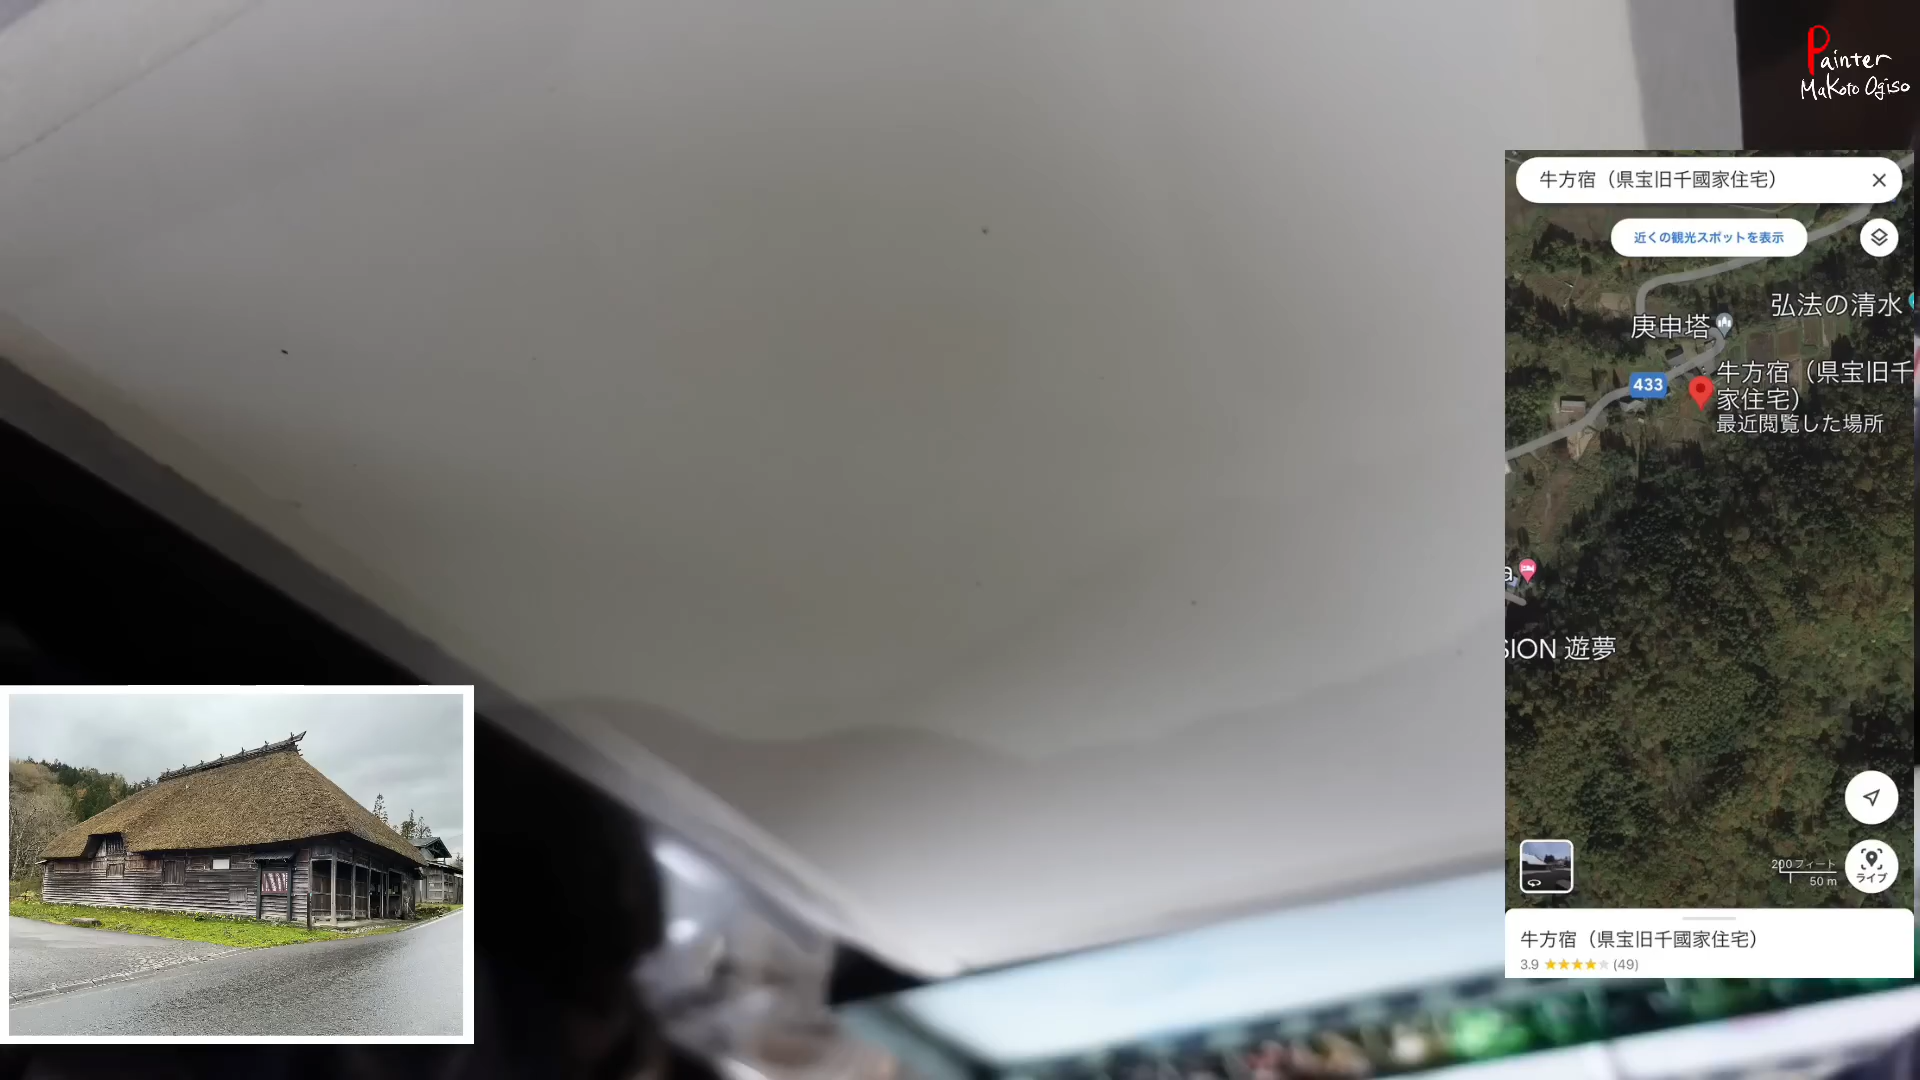 Painter
Makoto Ogiso
牛方宿（県宝旧千國家住宅）
近くの観光スポットを表示
弘法の清水
庚申塔
433
牛方宿（県宝旧千
家住宅）
最近閲覧した場所
a
SION 遊夢
200フィート
50 m
ライブ
牛方宿（県宝旧千國家住宅）
3.9 ★★★★★ (49)